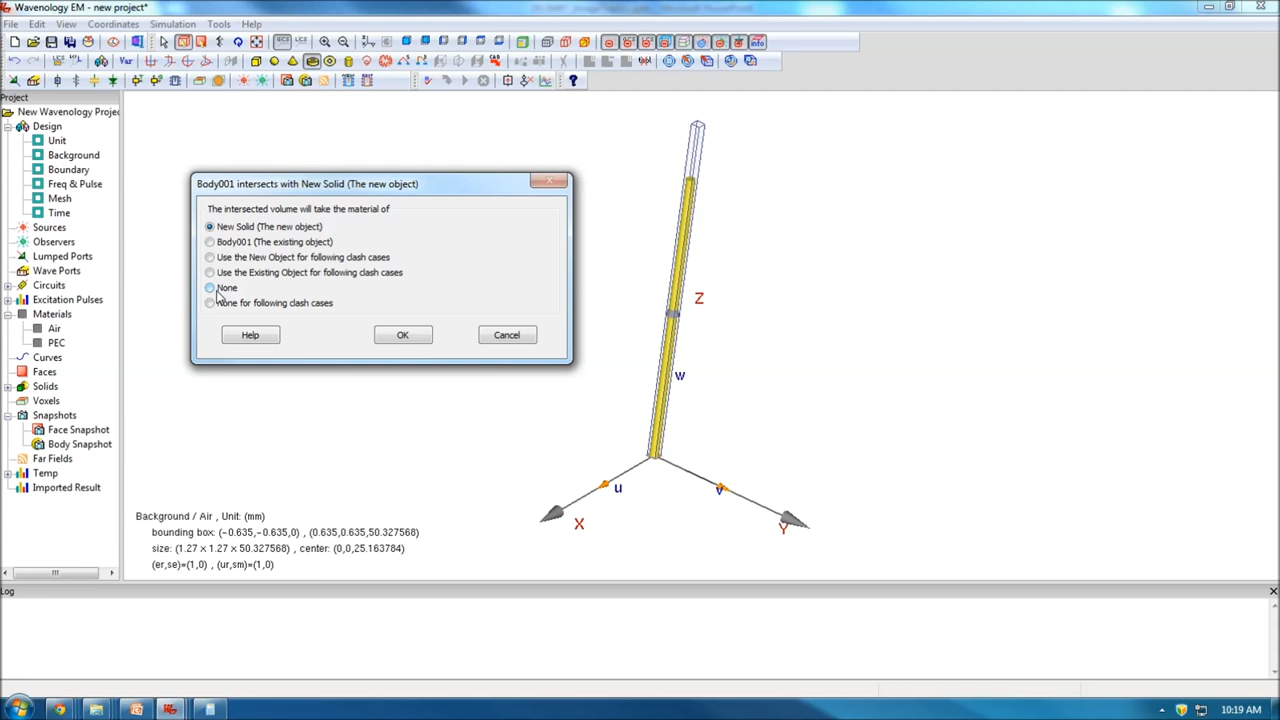 Wavenology EM - new project*
File Edit View Coordinates Simulation Tools Help
GCS LCS
Var
CAD
info
Project
New Wavenology Proje
Design
Unit
Background
Boundary
Freq & Pulse
Mesh
Time
Sources
Observers
Lumped Ports
Wave Ports
Circuits
Excitation Pulses
Materials
Air
PEC
Curves
Faces
Solids
Voxels
Snapshots
Face Snapshot
Body Snapshot
Far Fields
Temp
Imported Result
Body001 intersects with New Solid (The new object)
The intersected volume will take the material of
New Solid (The new object)
Body001 (The existing object)
Use the New Object for following clash cases
Use the Existing Object for following clash cases
None
None for following clash cases
Help OK Cancel
Z
w
u
v
X
Y
Background / Air , Unit: (mm)
bounding box: (-0.635,-0.635,0) , (0.635,0.635,50.327568)
size: (1.27 x 1.27 x 50.327568) , center: (0,0,25.163784)
(er,se)=(1,0) , (ur,sm)=(1,0)
Log
10:19 AM